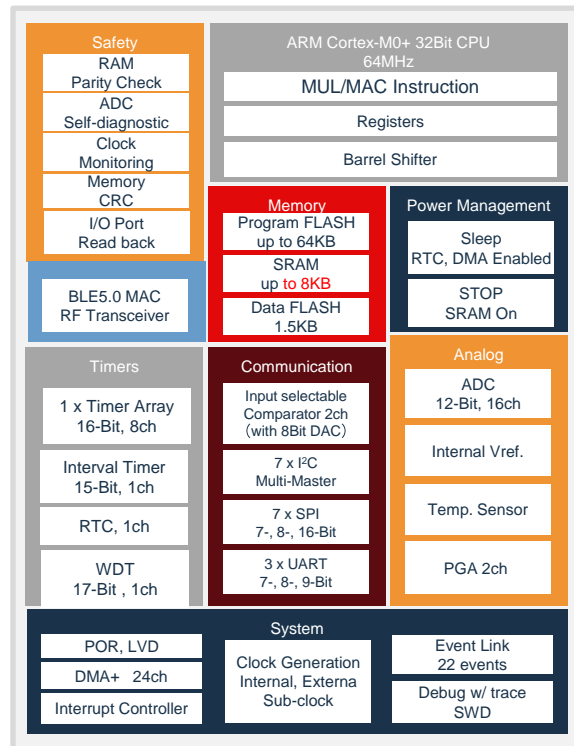 Safety
RAM
Parity Check
ADC
Self-diagnostic
Clock
Monitoring
Memory
CRC
I/O Port
Read back
ARM Cortex-M0+ 32Bit CPU
64MHz
MUL/MAC Instruction
Registers
Barrel Shifter
BLE5.0 MAC
RF Transceiver
Memory
Program FLASH
up to 64KB
SRAM
up to 8KB
Data FLASH
1.5KB
Power Management
Sleep
RTC, DMA Enabled
STOP
SRAM On
Timers
1 x Timer Array
16-Bit, 8ch
Interval Timer
15-Bit, 1ch
RTC, 1ch
WDT
17-Bit , 1ch
Communication
Input selectable
Comparator 2ch
（with 8Bit DAC）
7 x I²C
Multi-Master
7 x SPI
7-, 8-, 16-Bit
3 x UART
7-, 8-, 9-Bit
Analog
ADC
12-Bit, 16ch
Internal Vref.
Temp. Sensor
PGA 2ch
System
POR, LVD
DMA+ 24ch
Interrupt Controller
Clock Generation
Internal, Externa
Sub-clock
Event Link
22 events
Debug w/ trace
SWD